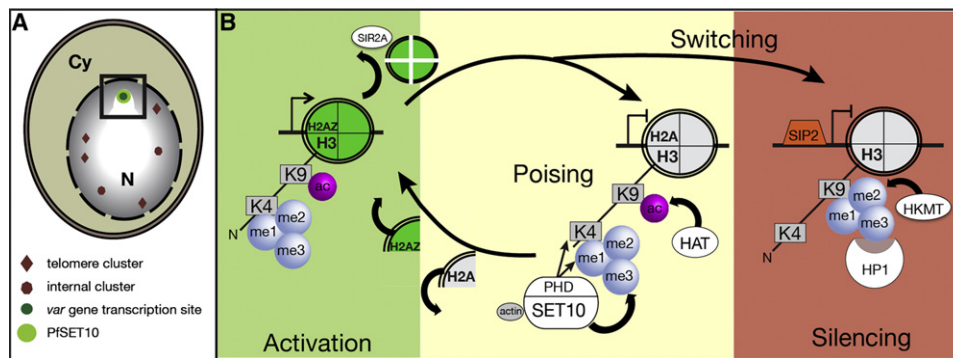 A
Cy
N
telomere cluster
internal cluster
var gene transcription site
PfSET10
B
SIR2A
H2AZ
H3
K9
ac
K4
me2
me1
me3
N
H2AZ
H2A
Activation
Switching
H2A
H3
Poising
K9
ac
K4
me2
me1
me3
HAT
PHD
SET10
actin
SIP2
H3
K9
me2
me1
me3
HKMT
K4
N
HP1
Silencing